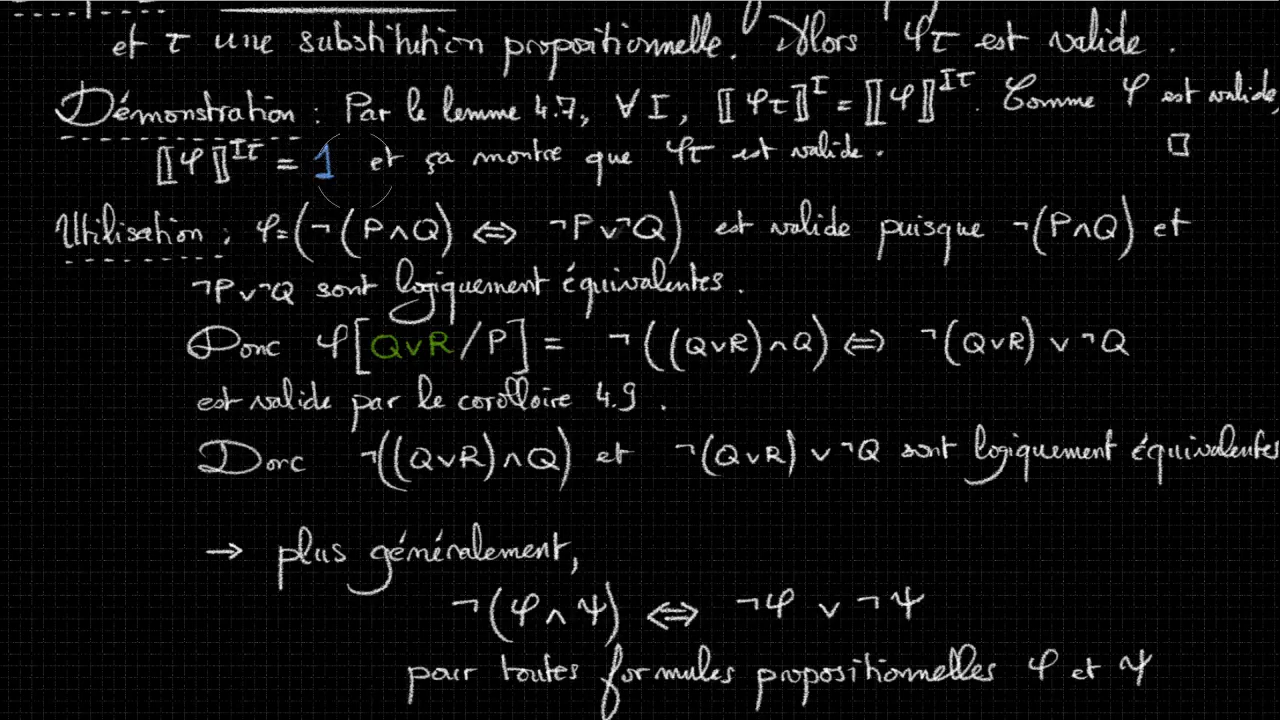 et τ une substitution propositionnelle. Alors φτ est valide.
Démonstration : Par le lemme 4.7, ∀ I, ⟦φτ⟧^I = ⟦φ⟧^Iτ. Comme φ est valide,
⟦φ⟧^Iτ = 1 et ça montre que φτ est valide. □
Utilisation : φ=(¬(P∧Q) ⇔ ¬P∨¬Q) est valide puisque ¬(P∧Q) et
¬P∨¬Q sont logiquement équivalentes.
Donc φ[Q∨R/P] = ¬((Q∨R)∧Q) ⇔ ¬(Q∨R) ∨ ¬Q
est valide par le corolloire 4.9.
Donc ¬((Q∨R)∧Q) et ¬(Q∨R) ∨ ¬Q sont logiquement équivalentes
→ plus généralement,
¬(φ∧ψ) ⇔ ¬φ ∨ ¬ψ
pour toutes formules propositionnelles φ et ψ